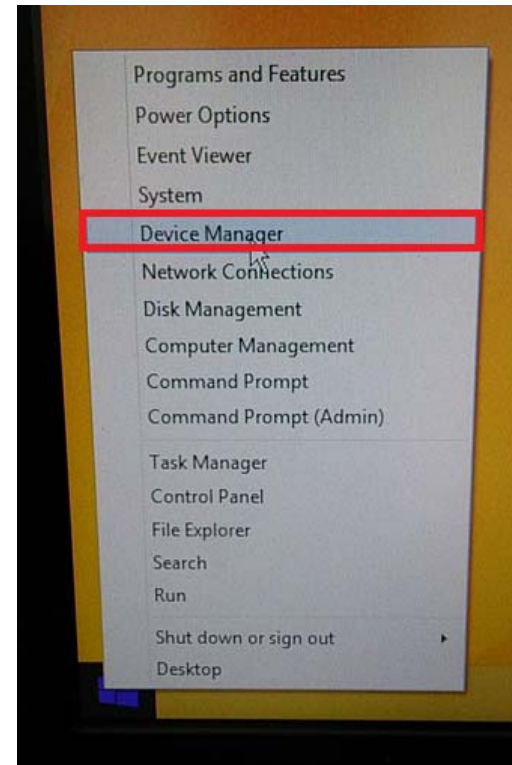 Programs and Features
Power Options
Event Viewer
System
Device Manager
Network Connections
Disk Management
Computer Management
Command Prompt
Command Prompt (Admin)
Task Manager
Control Panel
File Explorer
Search
Run
Shut down or sign out
Desktop